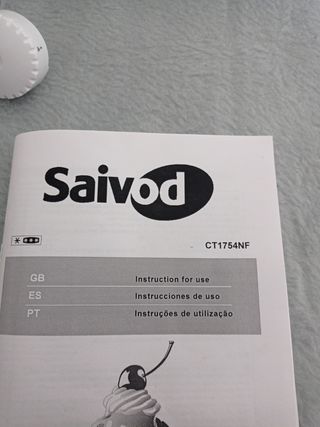 Saivod
CT1754NF
GB Instruction for use
ES Instrucciones de uso
PT Instruções de utilização